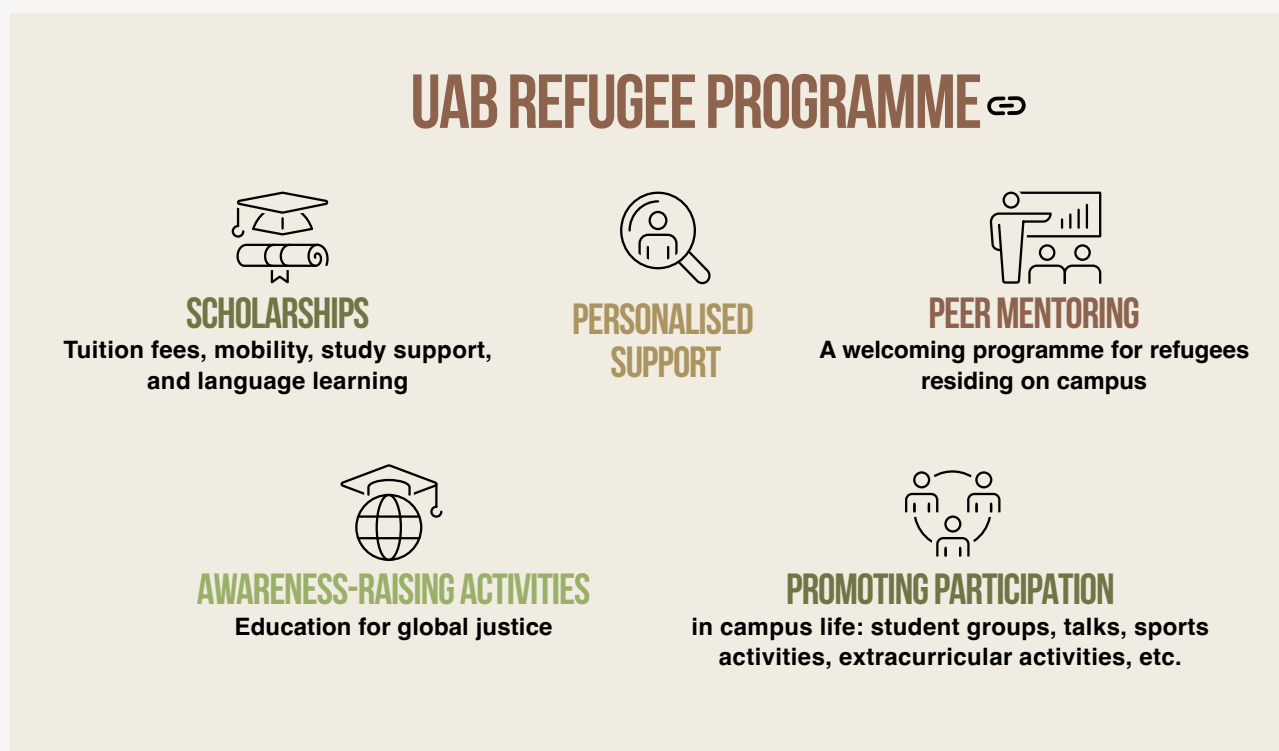 UAB REFUGEE PROGRAMME
SCHOLARSHIPS
Tuition fees, mobility, study support,
and language learning
PERSONALISED
SUPPORT
PEER MENTORING
A welcoming programme for refugees
residing on campus
AWARENESS-RAISING ACTIVITIES
Education for global justice
PROMOTING PARTICIPATION
in campus life: student groups, talks, sports
activities, extracurricular activities, etc.